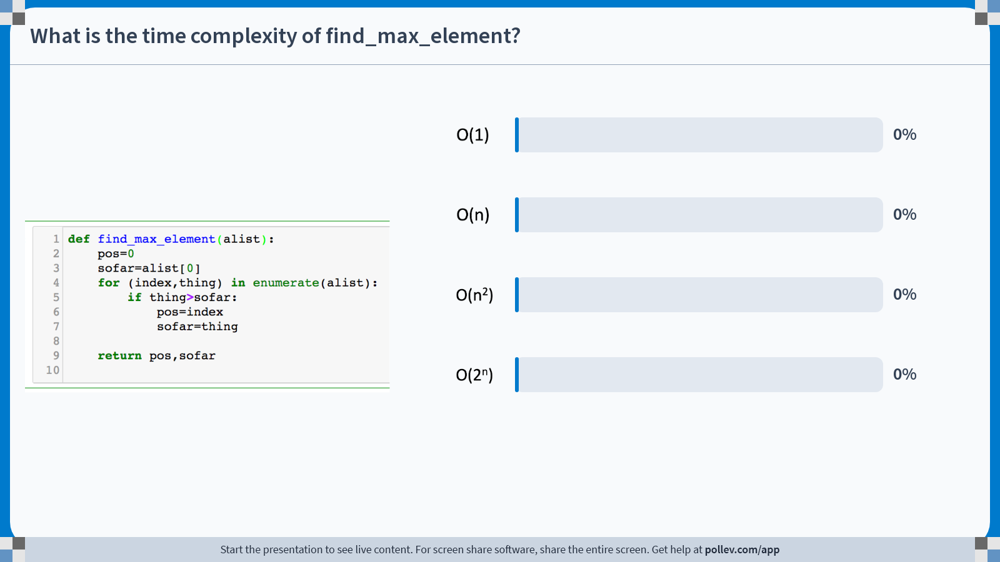 What is the time complexity of find_max_element?
1 def find_max_element(alist):
2     pos=0
3     sofar=alist[0]
4     for (index,thing) in enumerate(alist):
5         if thing>sofar:
6             pos=index
7             sofar=thing
8
9     return pos,sofar
10
O(1) 0%
O(n) 0%
O(n²) 0%
O(2ⁿ) 0%
Start the presentation to see live content. For screen share software, share the entire screen. Get help at pollev.com/app